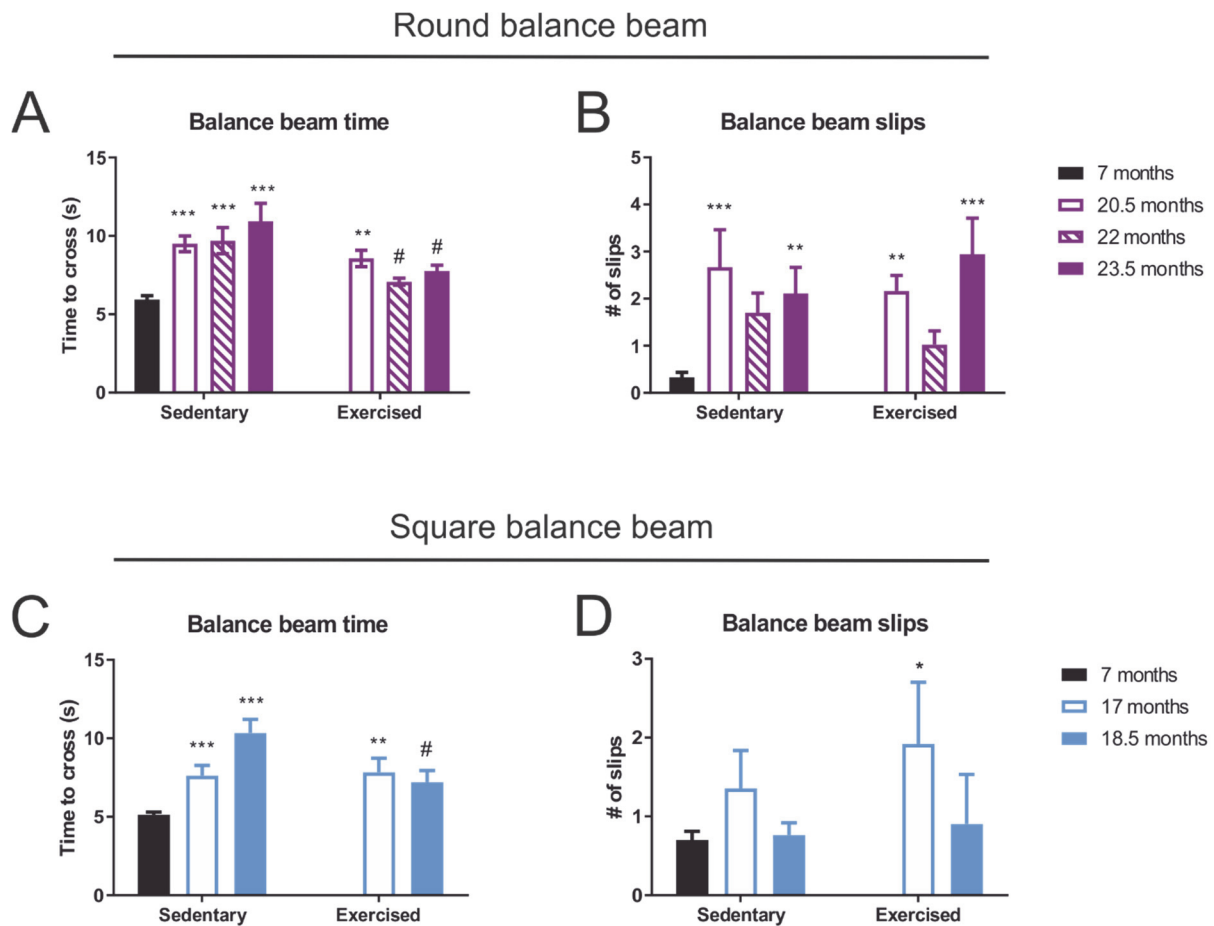 Round balance beam
A
Balance beam time
Time to cross (s)
15
10
5
0
***
***
***
**
#
#
Sedentary
Exercised
B
Balance beam slips
# of slips
5
4
3
2
1
0
***
**
**
***
Sedentary
Exercised
7 months
20.5 months
22 months
23.5 months
Square balance beam
C
Balance beam time
Time to cross (s)
15
10
5
0
***
***
**
#
Sedentary
Exercised
D
Balance beam slips
# of slips
3
2
1
0
*
Sedentary
Exercised
7 months
17 months
18.5 months